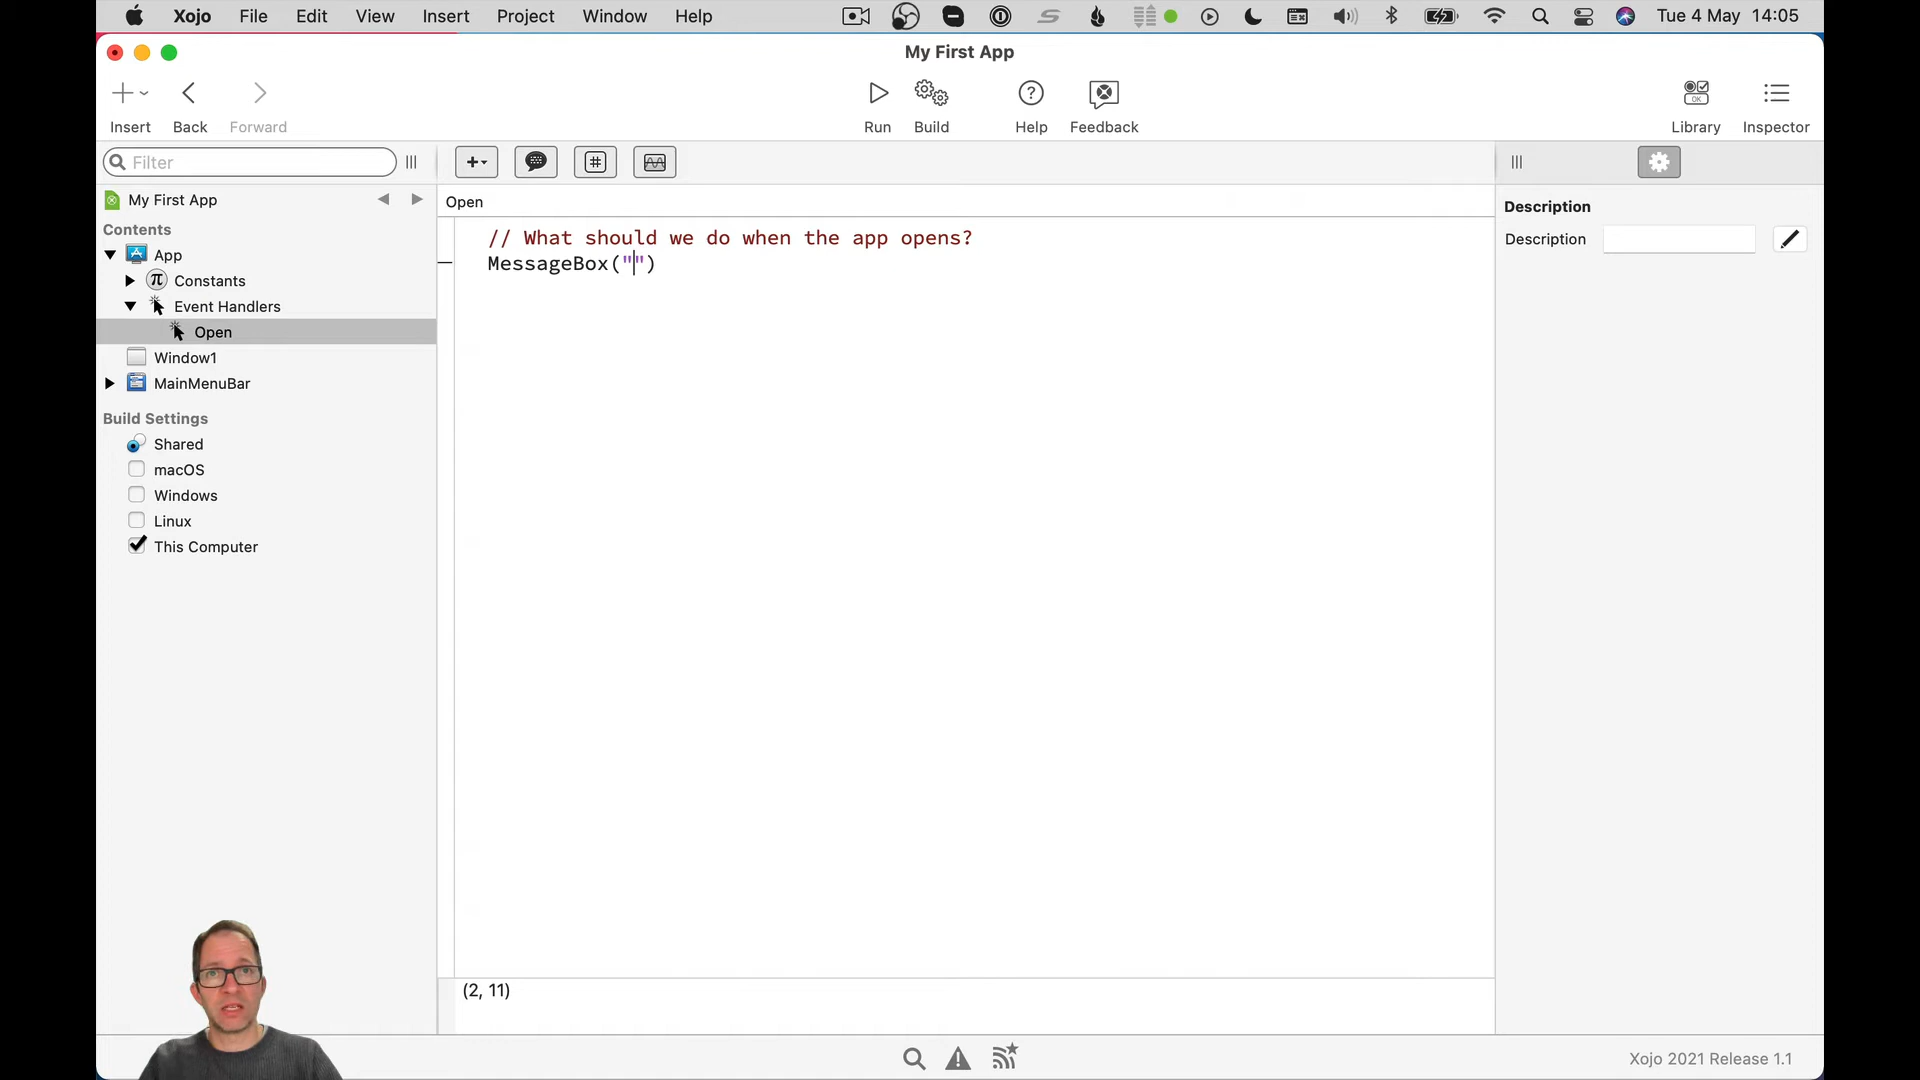 Xojo File Edit View Insert Project Window Help Tue 4 May 14:05
My First App
Insert Back Forward Run Build Help Feedback Library Inspector
Filter
My First App
Contents
App
Constants
Event Handlers
Open
Window1
MainMenuBar
Build Settings
Shared
macOS
Windows
Linux
This Computer
Open
// What should we do when the app opens?
MessageBox("")
(2, 11)
Description
Description
Xojo 2021 Release 1.1